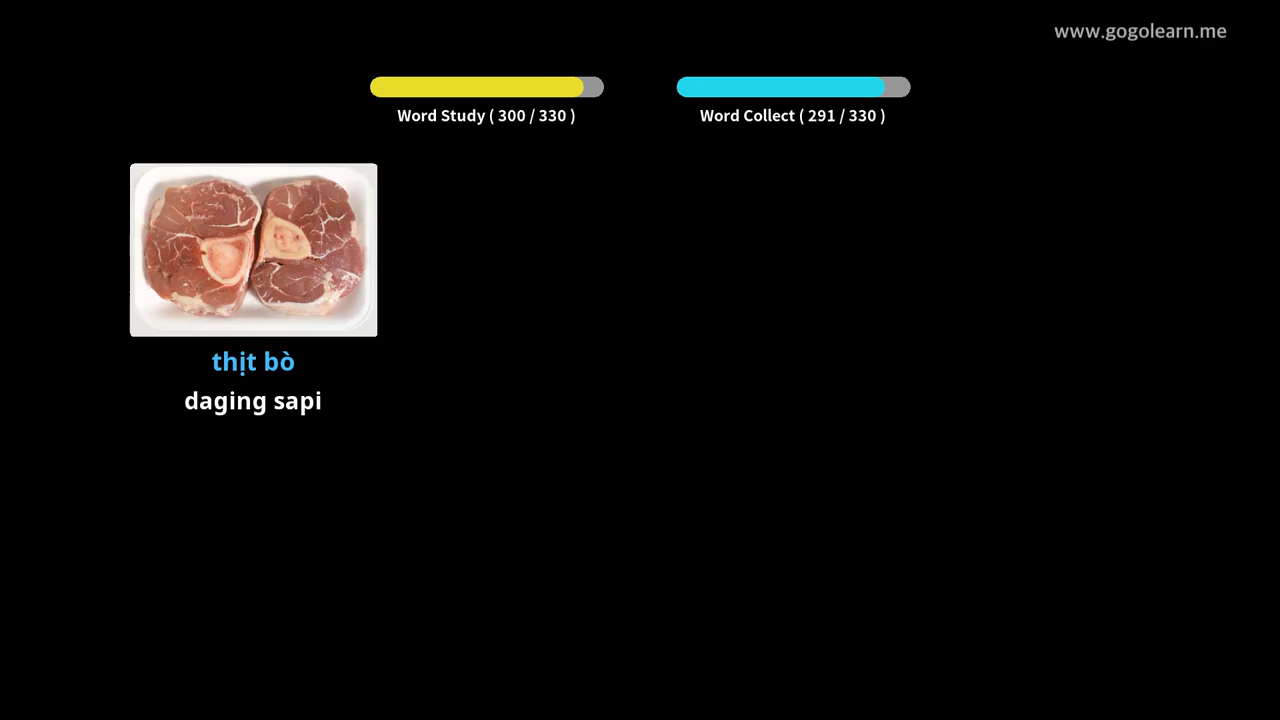 www.gogolearn.me
Word Study ( 300 / 330 )
Word Collect ( 291 / 330 )
thịt bò
daging sapi